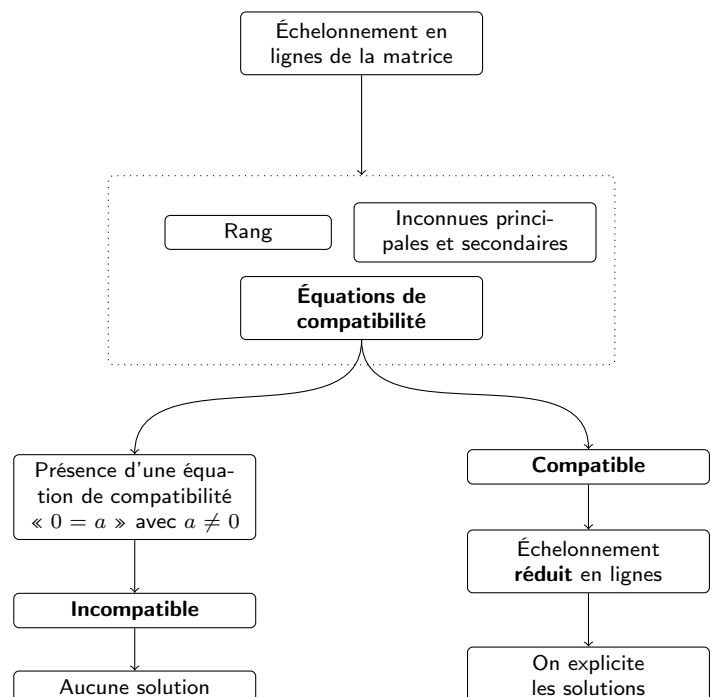 Échelonnement en
lignes de la matrice
Rang
Inconnues princi-
pales et secondaires
Équations de
compatibilité
Présence d'une équa-
tion de compatibilité
« 0 = a » avec a ≠ 0
Incompatible
Aucune solution
Compatible
Échelonnement
réduit en lignes
On explicite
les solutions